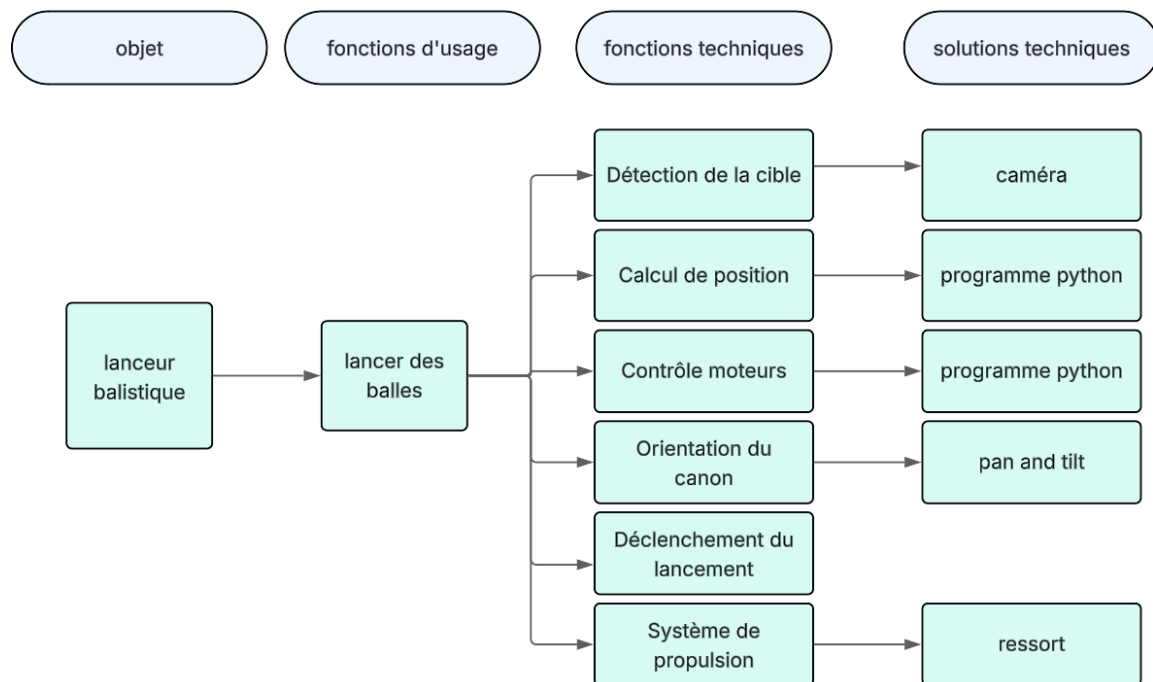 objet
fonctions d'usage
fonctions techniques
solutions techniques
Détection de la cible
caméra
Calcul de position
programme python
lanceur
balistique
lancer des
balles
Contrôle moteurs
programme python
Orientation du
canon
pan and tilt
Déclenchement du
lancement
Système de
propulsion
ressort